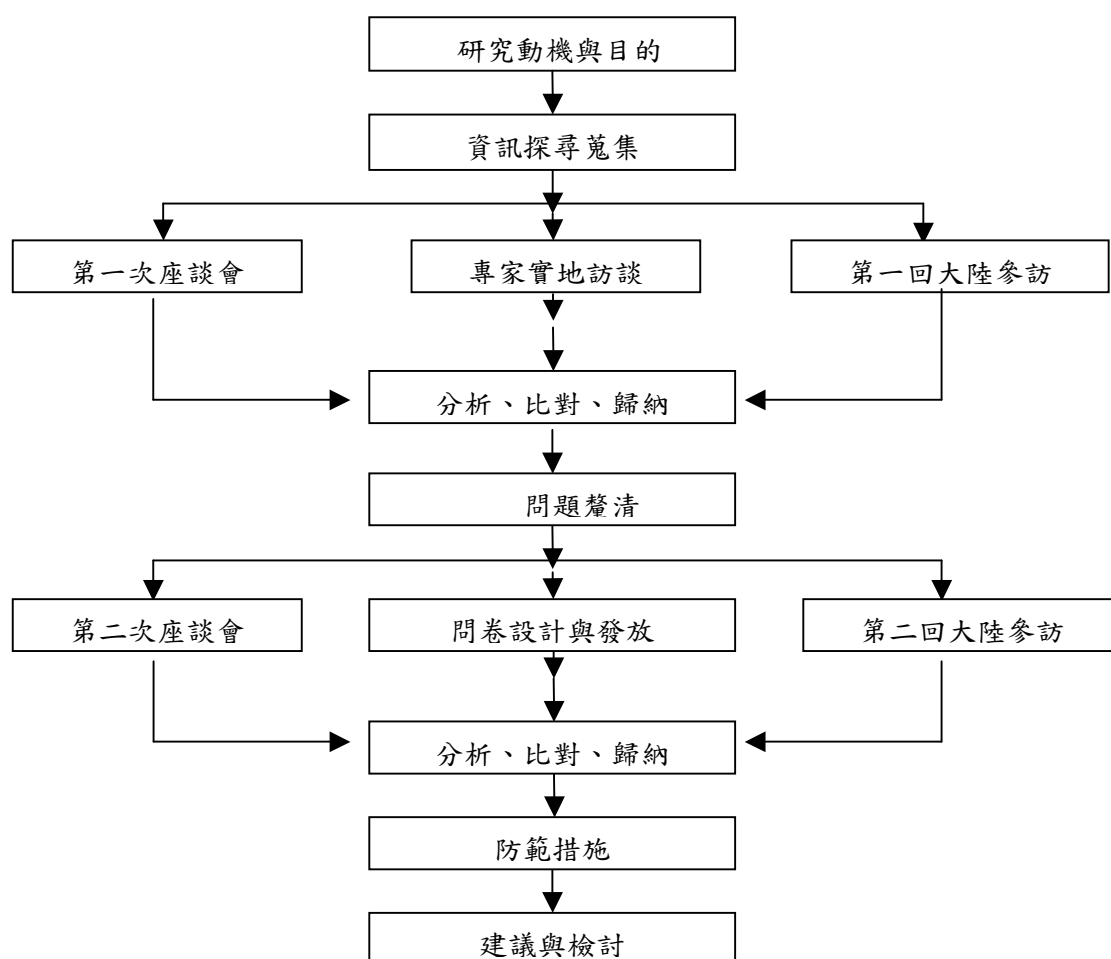 研究動機與目的
資訊探尋蒐集
第一次座談會
專家實地訪談
第一回大陸參訪
分析、比對、歸納
問題釐清
第二次座談會
問卷設計與發放
第二回大陸參訪
分析、比對、歸納
防範措施
建議與檢討